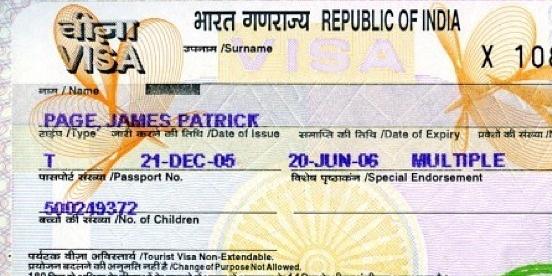 वीज़ा भारत गणराज्य REPUBLIC OF INDIA
VISA VISA
उपनाम /Surname
X 108
नाम / Name
PAGE JAMES PATRICK
टाईप /Type जारी करने की तिथि /Date of Issue समाप्ति की तिथि /Date of Expiry प्रवेशों की संख्या
T 21-DEC-05 20-JUN-06 MULTIPLE
पासपोर्ट संख्या /Passport No. विशेष पृष्ठांकन /Special Endorsement
500249372
बच्चों की संख्या /No. of Children
पर्यटक वीज़ा अविस्तार्य /Tourist Visa Non-Extendable.
प्रयोजन बदलने की अनुमति नहीं है /Change of Purpose Not Allowed.